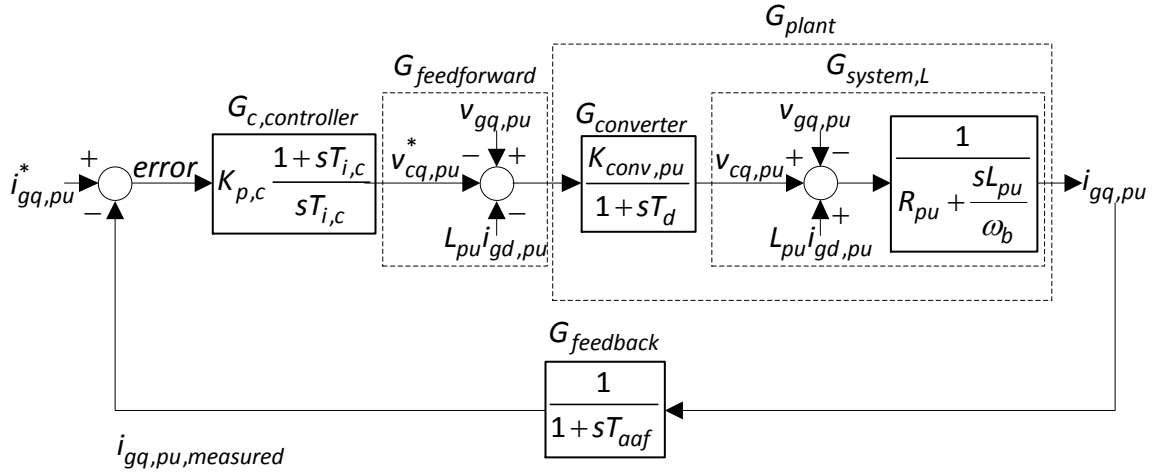 G_plant
G_feedforward
G_system,L
G_c,controller
v_gq,pu
G_converter
v_gq,pu
i*_gq,pu
+
error
K_p,c (1 + sT_i,c) / (sT_i,c)
v*_cq,pu
−
+
K_conv,pu / (1 + sT_d)
v_cq,pu
+
−
1 / (R_pu + sL_pu / ω_b)
i_gq,pu
−
−
+
L_pu i_gd,pu
L_pu i_gd,pu
G_feedback
1 / (1 + sT_aaf)
i_gq,pu,measured